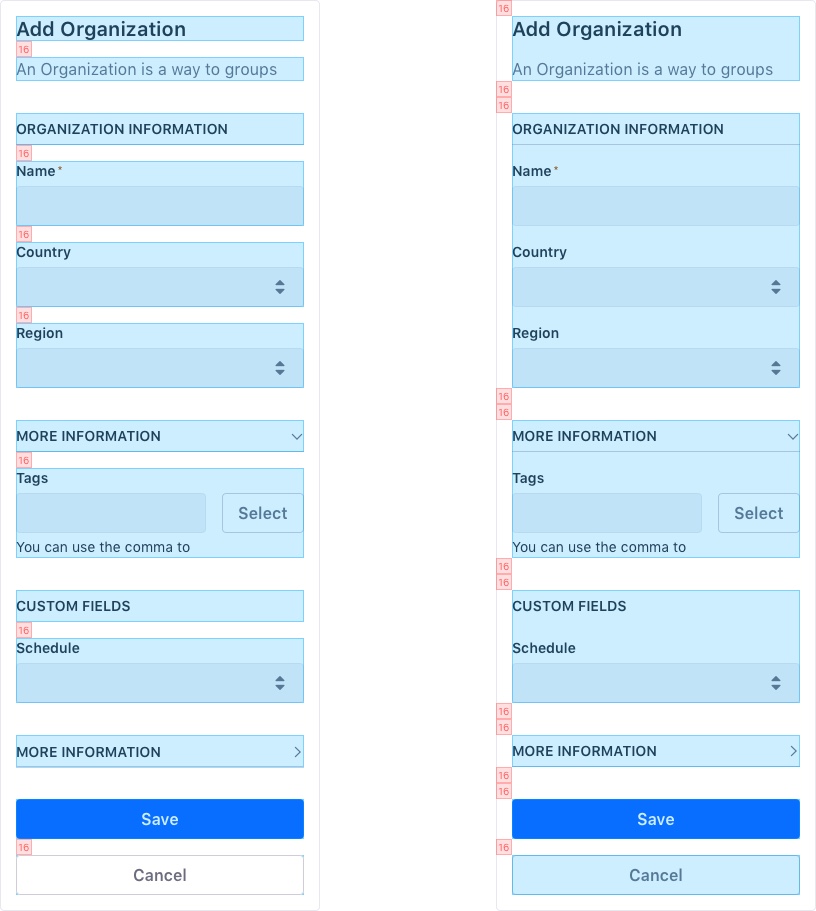 Add Organization
16
An Organization is a way to groups
ORGANIZATION INFORMATION
16
Name*
16
Country
16
Region
MORE INFORMATION
16
Tags
Select
You can use the comma to
CUSTOM FIELDS
16
Schedule
MORE INFORMATION
Save
16
Cancel
16
Add Organization
An Organization is a way to groups
16
16
ORGANIZATION INFORMATION
Name*
Country
Region
16
16
MORE INFORMATION
Tags
Select
You can use the comma to
16
16
CUSTOM FIELDS
Schedule
16
16
MORE INFORMATION
16
16
Save
16
Cancel